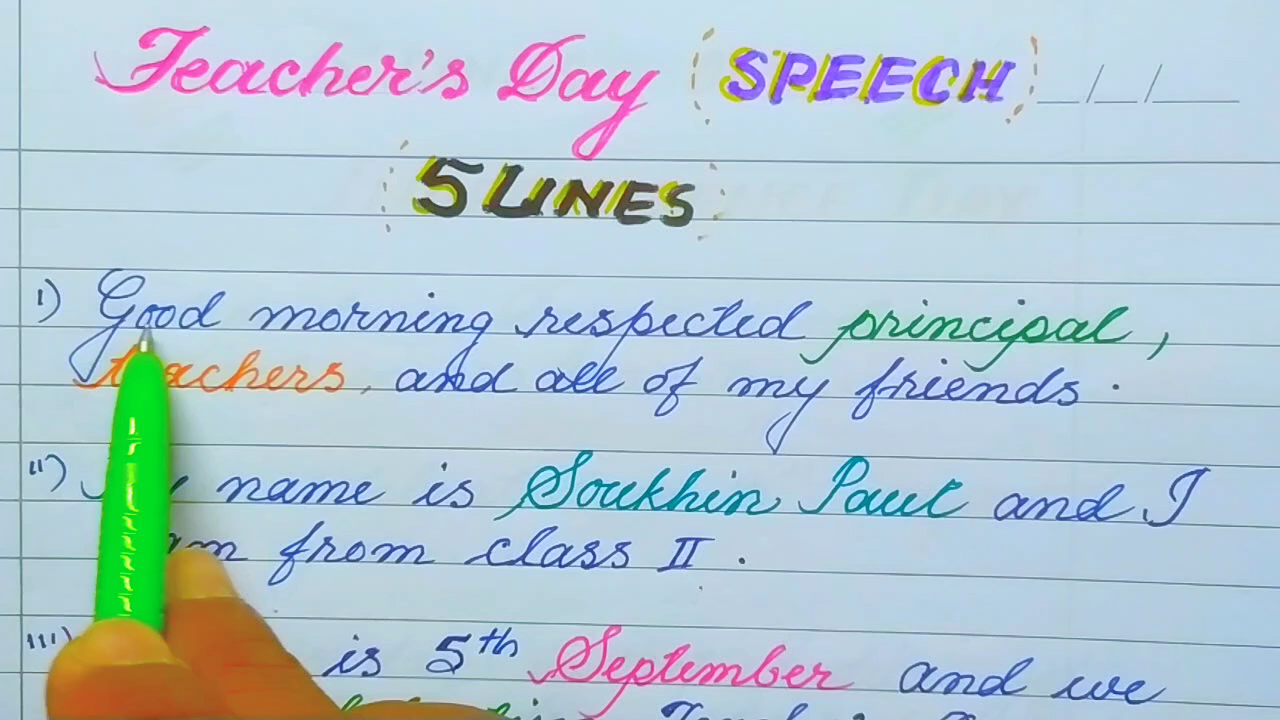 Teacher's Day (SPEECH)
5 LINES
i) Good morning respected principal,
teachers, and all of my friends.
ii) name is Soukhin Paul and I
am from class II.
iii) is 5th September and we